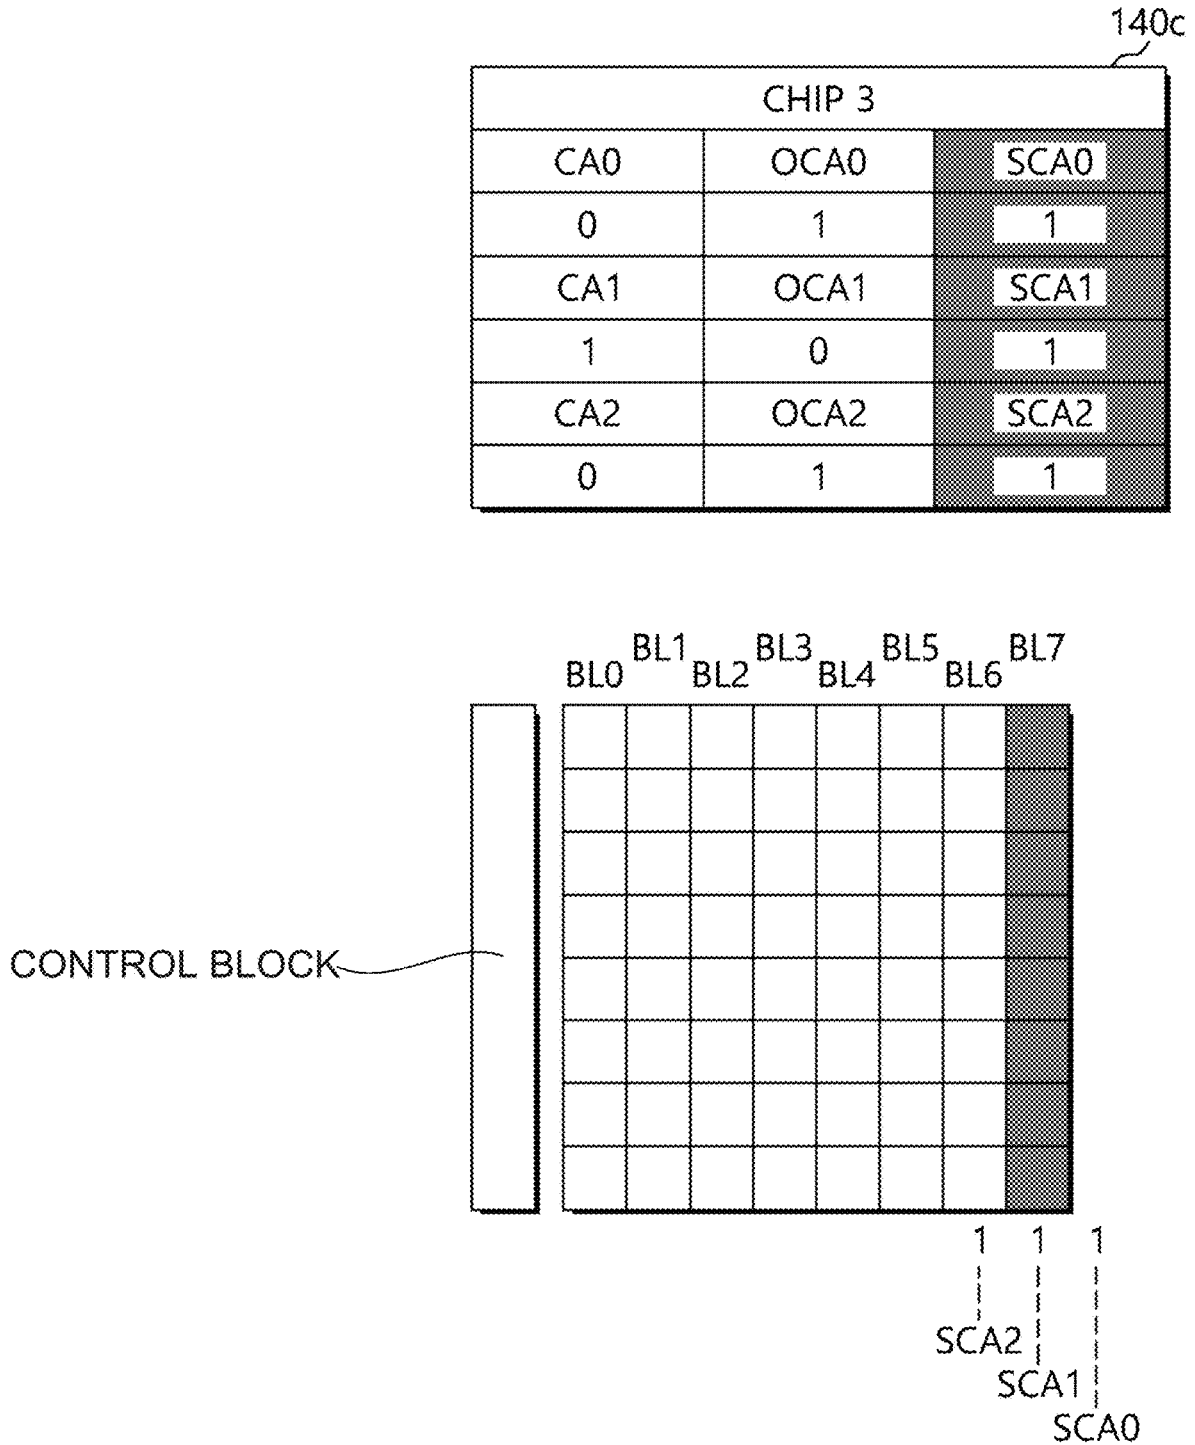 140c
CHIP 3
CA0 OCA0 SCA0
0 1 1
CA1 OCA1 SCA1
1 0 1
CA2 OCA2 SCA2
0 1 1
BL1 BL3 BL5 BL7
BL0 BL2 BL4 BL6
CONTROL BLOCK
1 1 1
SCA2
SCA1
SCA0